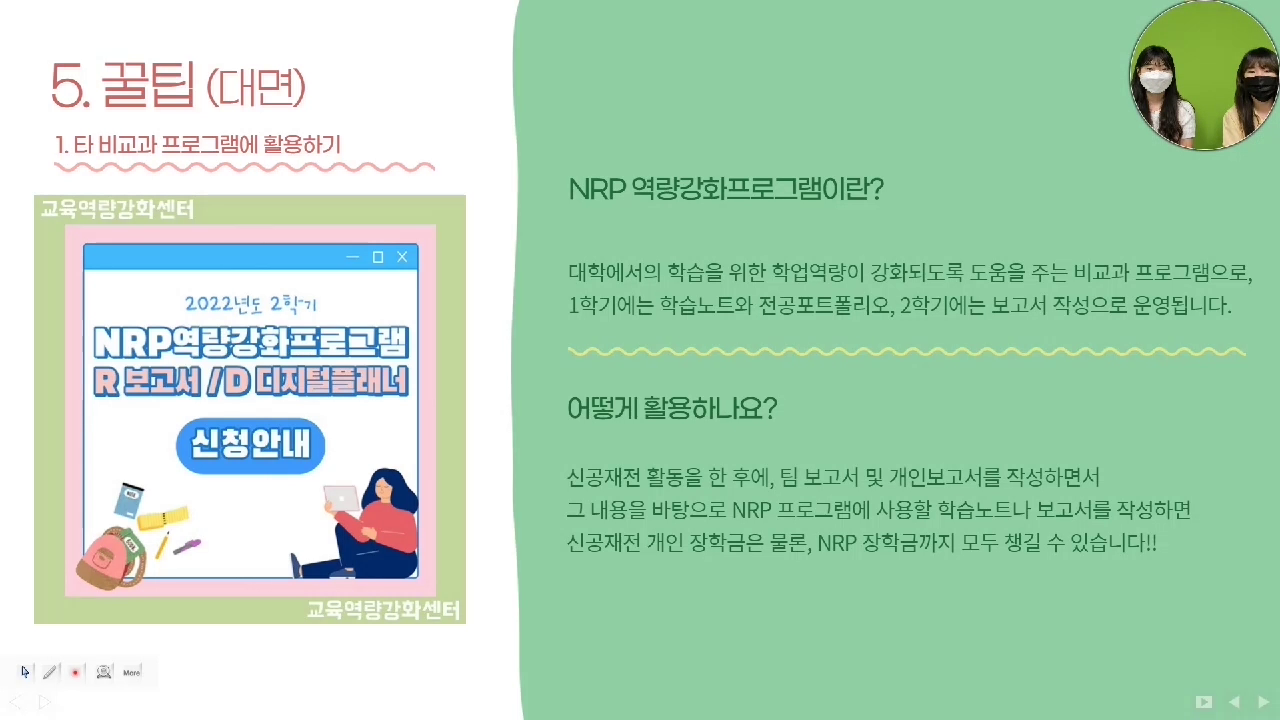 5. 꿀팁 (대면)
1. 타 비교과 프로그램에 활용하기
교육역량강화센터
2022년도 2학기
NRP역량강화프로그램
R 보고서 / D 디지털플래너
신청안내
교육역량강화센터
NRP 역량강화프로그램이란?
대학에서의 학습을 위한 학업역량이 강화되도록 도움을 주는 비교과 프로그램으로,
1학기에는 학습노트와 전공포트폴리오, 2학기에는 보고서 작성으로 운영됩니다.
어떻게 활용하나요?
신공재전 활동을 한 후에, 팀 보고서 및 개인보고서를 작성하면서
그 내용을 바탕으로 NRP 프로그램에 사용할 학습노트나 보고서를 작성하면
신공재전 개인 장학금은 물론, NRP 장학금까지 모두 챙길 수 있습니다!!
More